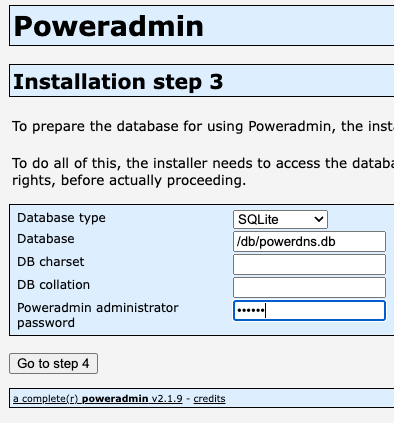 Poweradmin
Installation step 3
To prepare the database for using Poweradmin, the inst
To do all of this, the installer needs to access the databa
rights, before actually proceeding.
Database type SQLite
Database /db/powerdns.db
DB charset
DB collation
Poweradmin administrator ••••••
password
Go to step 4
a complete(r) poweradmin v2.1.9 - credits